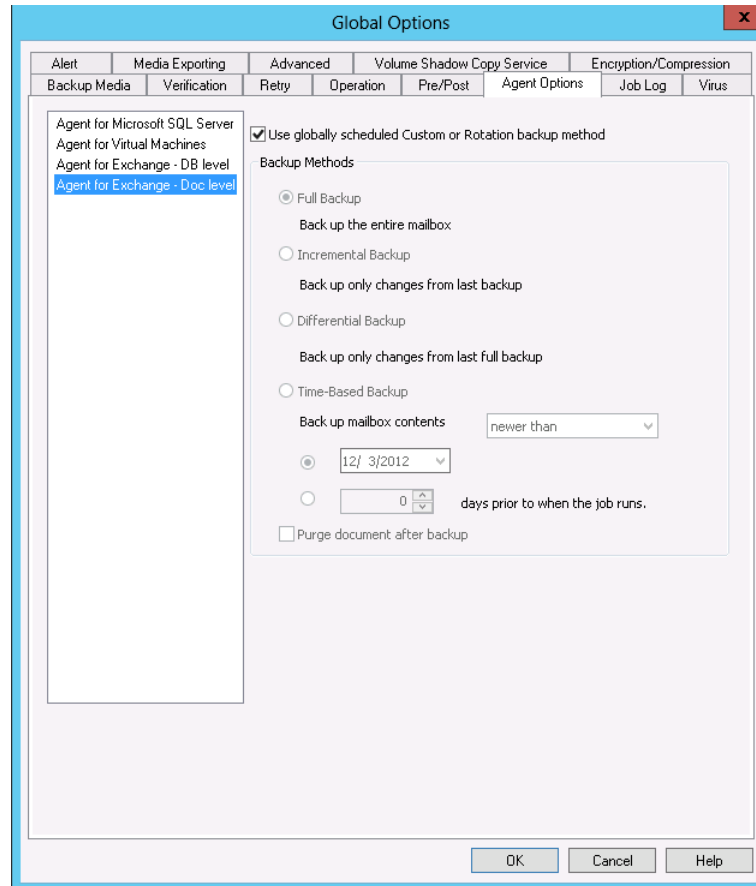 Global Options
x
Alert Media Exporting Advanced Volume Shadow Copy Service Encryption/Compression
Backup Media Verification Retry Operation Pre/Post Agent Options Job Log Virus
Agent for Microsoft SQL Server
Agent for Virtual Machines
Agent for Exchange - DB level
Agent for Exchange - Doc level
Use globally scheduled Custom or Rotation backup method
Backup Methods
Full Backup
Back up the entire mailbox
Incremental Backup
Back up only changes from last backup
Differential Backup
Back up only changes from last full backup
Time-Based Backup
Back up mailbox contents newer than
12/ 3/2012
0 days prior to when the job runs.
Purge document after backup
OK Cancel Help